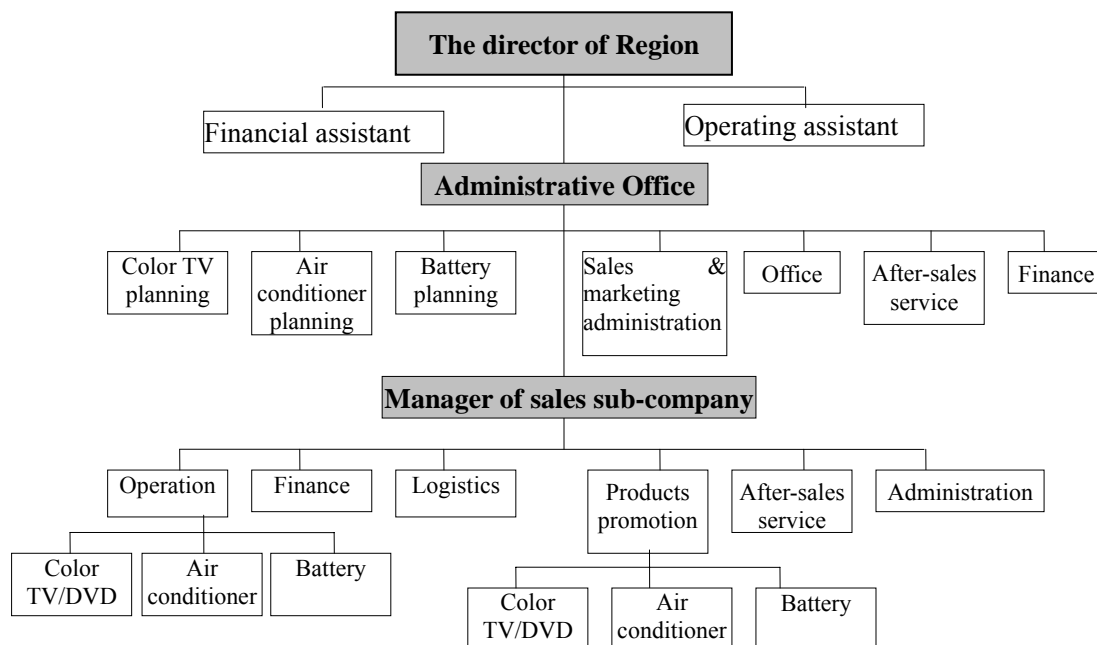 The director of Region
Financial assistant
Operating assistant
Administrative Office
Color TV
planning
Air
conditioner
planning
Battery
planning
Sales &
marketing
administration
Office
After-sales
service
Finance
Manager of sales sub-company
Operation
Finance
Logistics
Products
promotion
After-sales
service
Administration
Color
TV/DVD
Air
conditioner
Battery
Color
TV/DVD
Air
conditioner
Battery